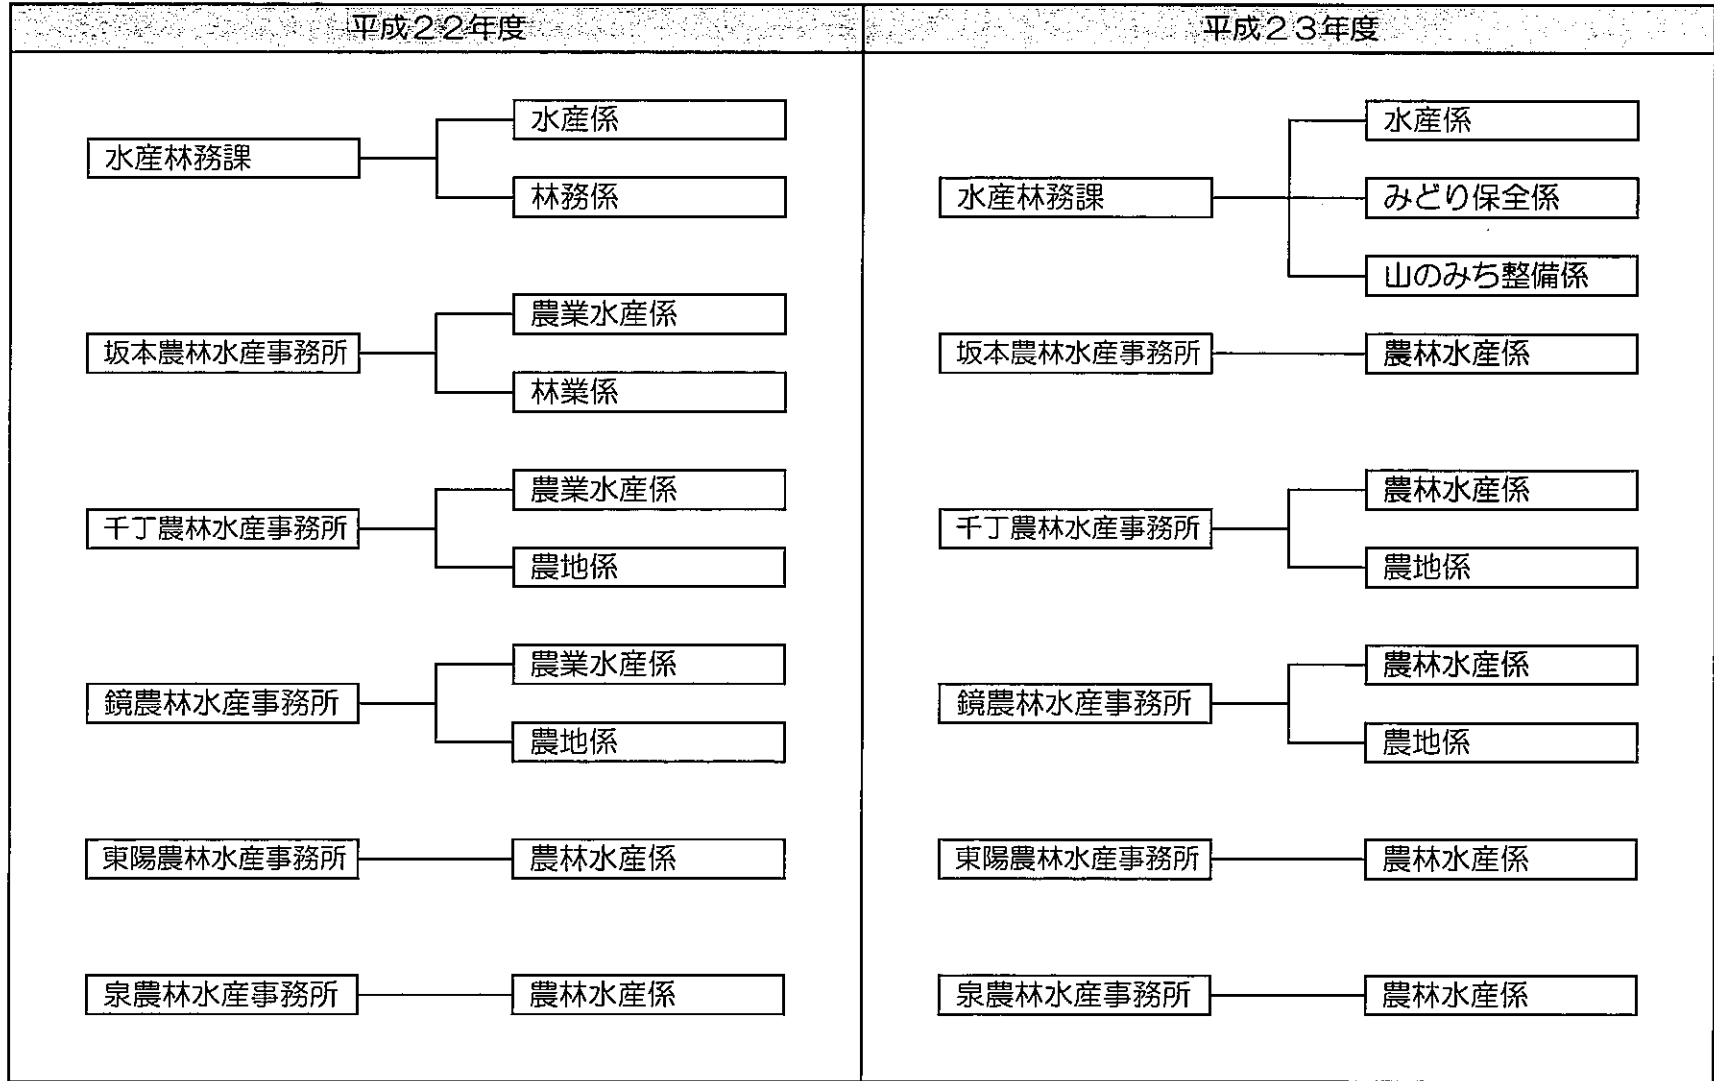 平成22年度
水産林務課
水産係
林務係
坂本農林水産事務所
農業水産係
林業係
千丁農林水産事務所
農業水産係
農地係
鏡農林水産事務所
農業水産係
農地係
東陽農林水産事務所
農林水産係
泉農林水産事務所
農林水産係
平成23年度
水産林務課
水産係
みどり保全係
山のみち整備係
坂本農林水産事務所
農林水産係
千丁農林水産事務所
農林水産係
農地係
鏡農林水産事務所
農林水産係
農地係
東陽農林水産事務所
農林水産係
泉農林水産事務所
農林水産係